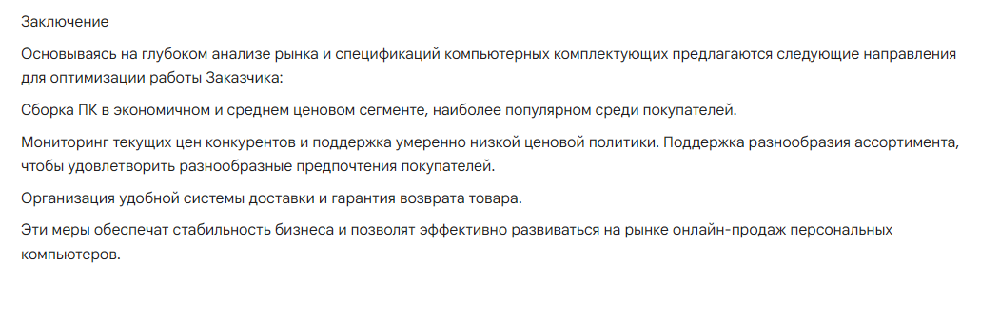 Заключение
Основываясь на глубоком анализе рынка и спецификаций компьютерных комплектующих предлагаются следующие направления
для оптимизации работы Заказчика:
Сборка ПК в экономичном и среднем ценовом сегменте, наиболее популярном среди покупателей.
Мониторинг текущих цен конкурентов и поддержка умеренно низкой ценовой политики. Поддержка разнообразия ассортимента,
чтобы удовлетворить разнообразные предпочтения покупателей.
Организация удобной системы доставки и гарантия возврата товара.
Эти меры обеспечат стабильность бизнеса и позволят эффективно развиваться на рынке онлайн-продаж персональных
компьютеров.